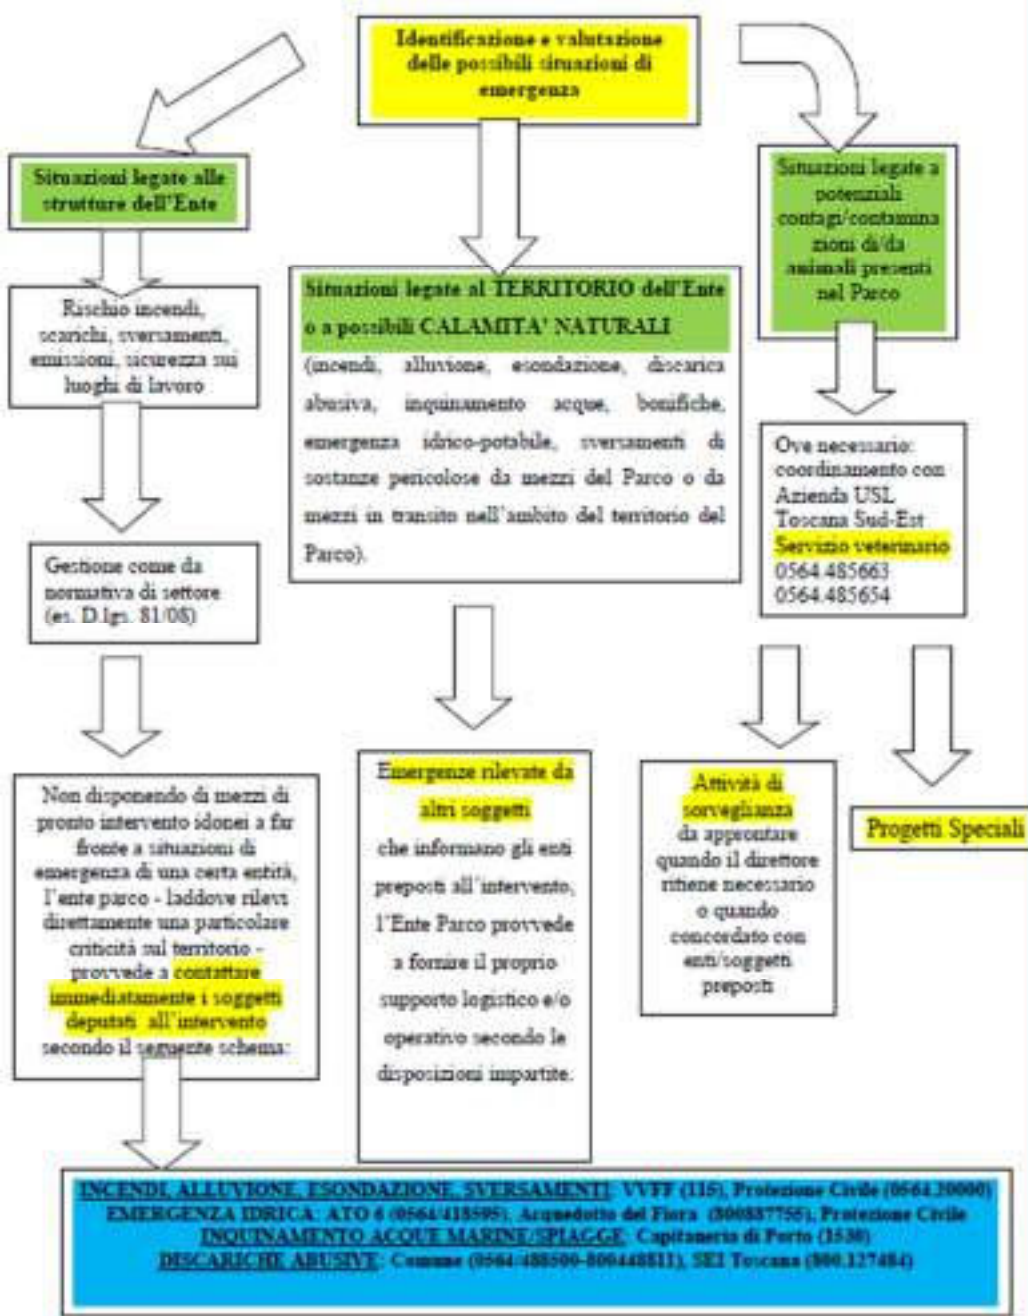 Identificazione e valutazione
delle possibili situazioni di
emergenza
Situazioni legate alle
strutture dell'Ente
Rischio incendi,
scarichi, sversamenti,
emissioni, sicurezza sui
luoghi di lavoro
Gestione come da
normativa di settore
(es. D.lgs. 81/08)
Non disponendo di mezzi di
pronto intervento idonei a far
fronte a situazioni di
emergenza di una certa entità,
l'ente parco - laddove rilevi
direttamente una particolare
criticità sul territorio -
provvede a contattare
immediatamente i soggetti
deputati all'intervento
secondo il seguente schema:
Situazioni legate al TERRITORIO dell'Ente
o a possibili CALAMITA' NATURALI
(incendi, alluvione, esondazione, discarica
abusiva, inquinamento acque, bonifiche,
emergenza idrico-potabile, sversamenti di
sostanze pericolose da mezzi del Parco o da
mezzi in transito nell'ambito del territorio del
Parco).
Emergenze rilevate da
altri soggetti
che informano gli enti
preposti all'intervento,
l'Ente Parco provvede
a fornire il proprio
supporto logistico e/o
operativo secondo le
disposizioni impartite.
Situazioni legate a
potenziali
contagi/contamina
zioni di/da
animali presenti
nel Parco
Ove necessario:
coordinamento con
Azienda USL
Toscana Sud-Est
Servizio veterinario
0564.485663
0564.485654
Attività di
sorveglianza
da approntare
quando il direttore
ritiene necessario
o quando
concordato con
enti/soggetti
preposti
Progetti Speciali
INCENDI, ALLUVIONE, ESONDAZIONE, SVERSAMENTI: VVFF (115), Protezione Civile (0564.20000)
EMERGENZA IDRICA: ATO 6 (0564/418595), Acquedotto del Fiora (800887755), Protezione Civile
INQUINAMENTO ACQUE MARINE/SPIAGGE: Capitaneria di Porto (1530)
DISCARICHE ABUSIVE: Comune (0564/488500-800448811), SEI Toscana (800.127484)